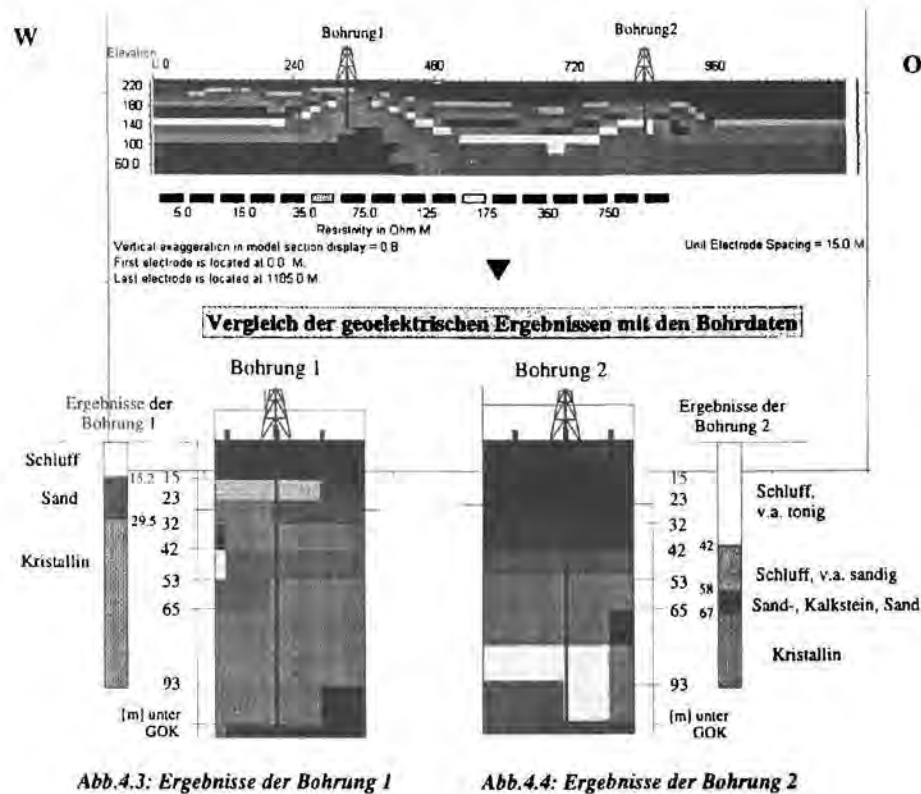 W
O
Bohrung1
Bohrung2
Elevation
0 240 480 720 960
220
180
140
100
60.0
5.0 15.0 35.0 75.0 125 175 350 750
Resistivity in Ohm M
Vertical exaggeration in model section display = 0.8
First electrode is located at 0.0 M.
Last electrode is located at 1185.0 M.
Unit Electrode Spacing = 15.0 M
Vergleich der geoelektrischen Ergebnissen mit den Bohrdaten
Bohrung 1
Ergebnisse der
Bohrung 1
Schluff
Sand
Kristallin
15.2
29.5
15
23
32
42
53
65
93
[m] unter
GOK
Bohrung 2
Ergebnisse der
Bohrung 2
15
23
32
42
53
65
93
[m] unter
GOK
42
58
67
Schluff,
v.a. tonig
Schluff, v.a. sandig
Sand-, Kalkstein, Sand
Kristallin
Abb.4.3: Ergebnisse der Bohrung 1
Abb.4.4: Ergebnisse der Bohrung 2